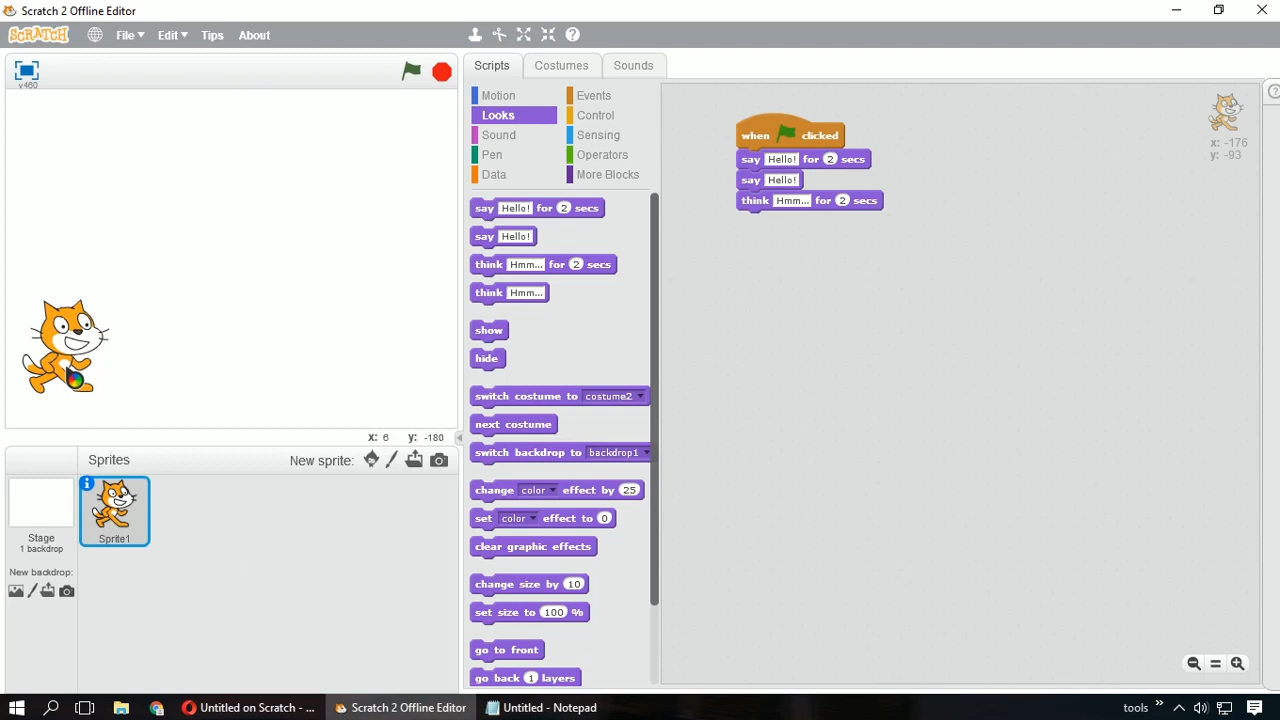 Scratch 2 Offline Editor
SCRATCH File Edit Tips About
v460
Scripts Costumes Sounds
Motion Events
Looks Control
Sound Sensing
Pen Operators
Data More Blocks
say Hello! for 2 secs
say Hello!
think Hmm... for 2 secs
think Hmm...
show
hide
switch costume to costume2
next costume
switch backdrop to backdrop1
change color effect by 25
set color effect to 0
clear graphic effects
change size by 10
set size to 100 %
go to front
go back 1 layers
when clicked
say Hello! for 2 secs
say Hello!
think Hmm... for 2 secs
x: -176
y: -93
x: 6 y: -180
Sprites New sprite:
Stage
1 backdrop
New backdrop:
Sprite1
Untitled on Scratch - ... Scratch 2 Offline Editor Untitled - Notepad tools